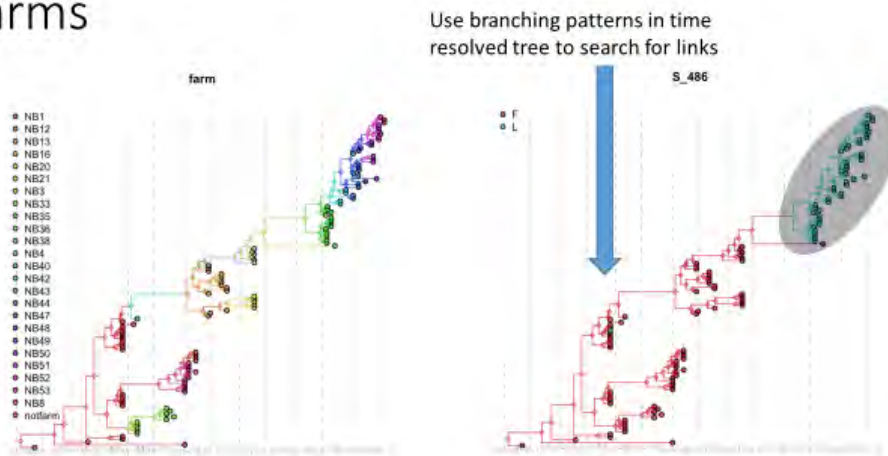 arms
Use branching patterns in time
resolved tree to search for links
farm
S_486
NB1
NB12
NB13
NB16
NB20
NB21
NB3
NB33
NB35
NB36
NB38
NB4
NB40
NB42
NB43
NB44
NB47
NB48
NB49
NB50
NB51
NB52
NB53
NB8
notfarm
F
L